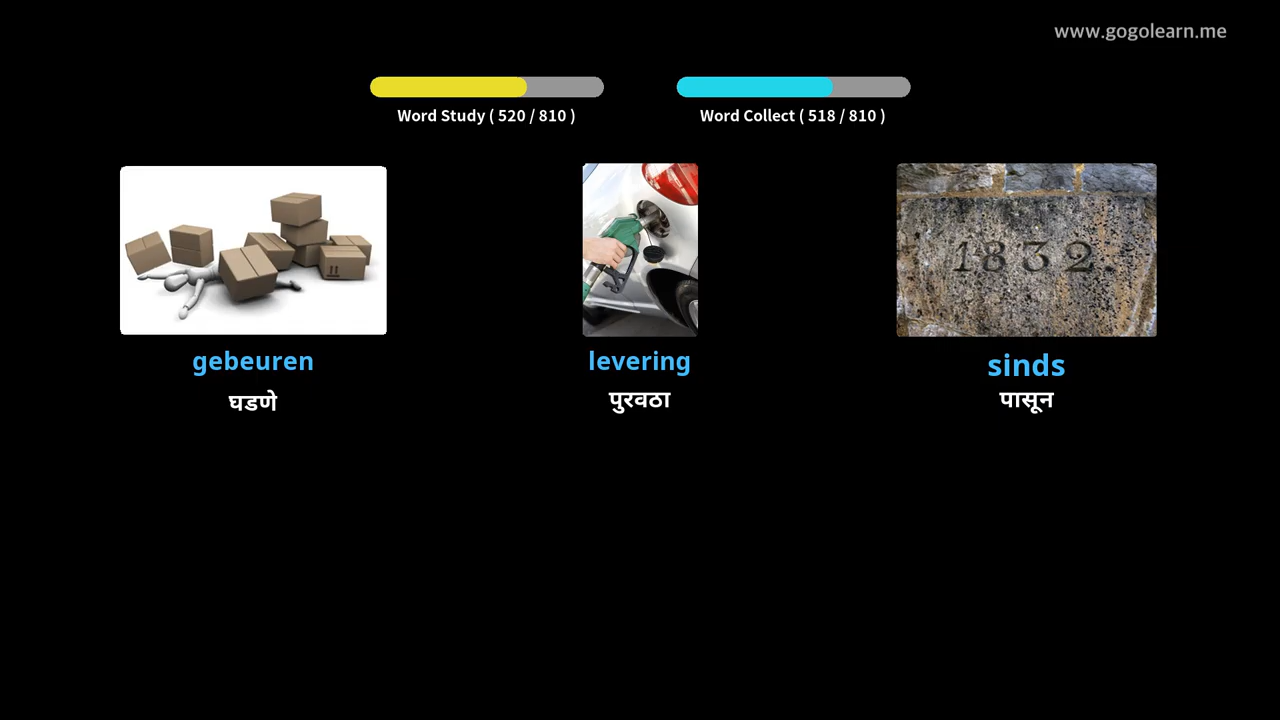 www.gogolearn.me
Word Study ( 520 / 810 )
Word Collect ( 518 / 810 )
1832.
gebeuren
levering
sinds
घडणे
पुरवठा
पासून